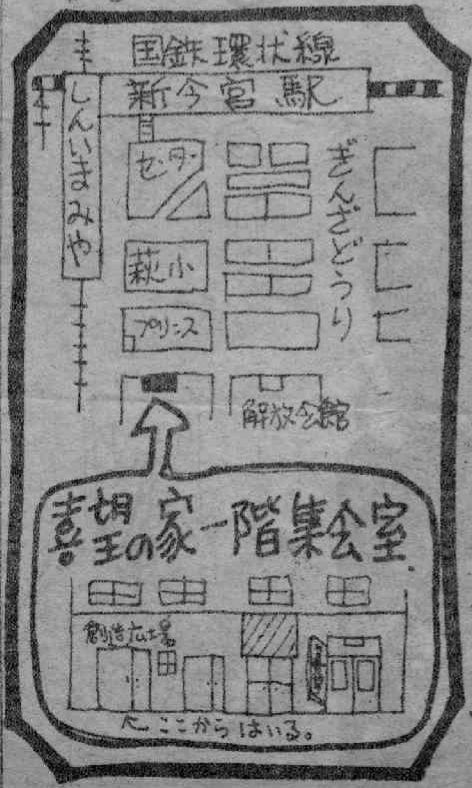 国鉄環状線
新今宮駅
しんいまみや
センター
ぎんざどうり
萩小
プリンス
解放会館
喜望の家一階集会室
創造広場
ここからはいる。